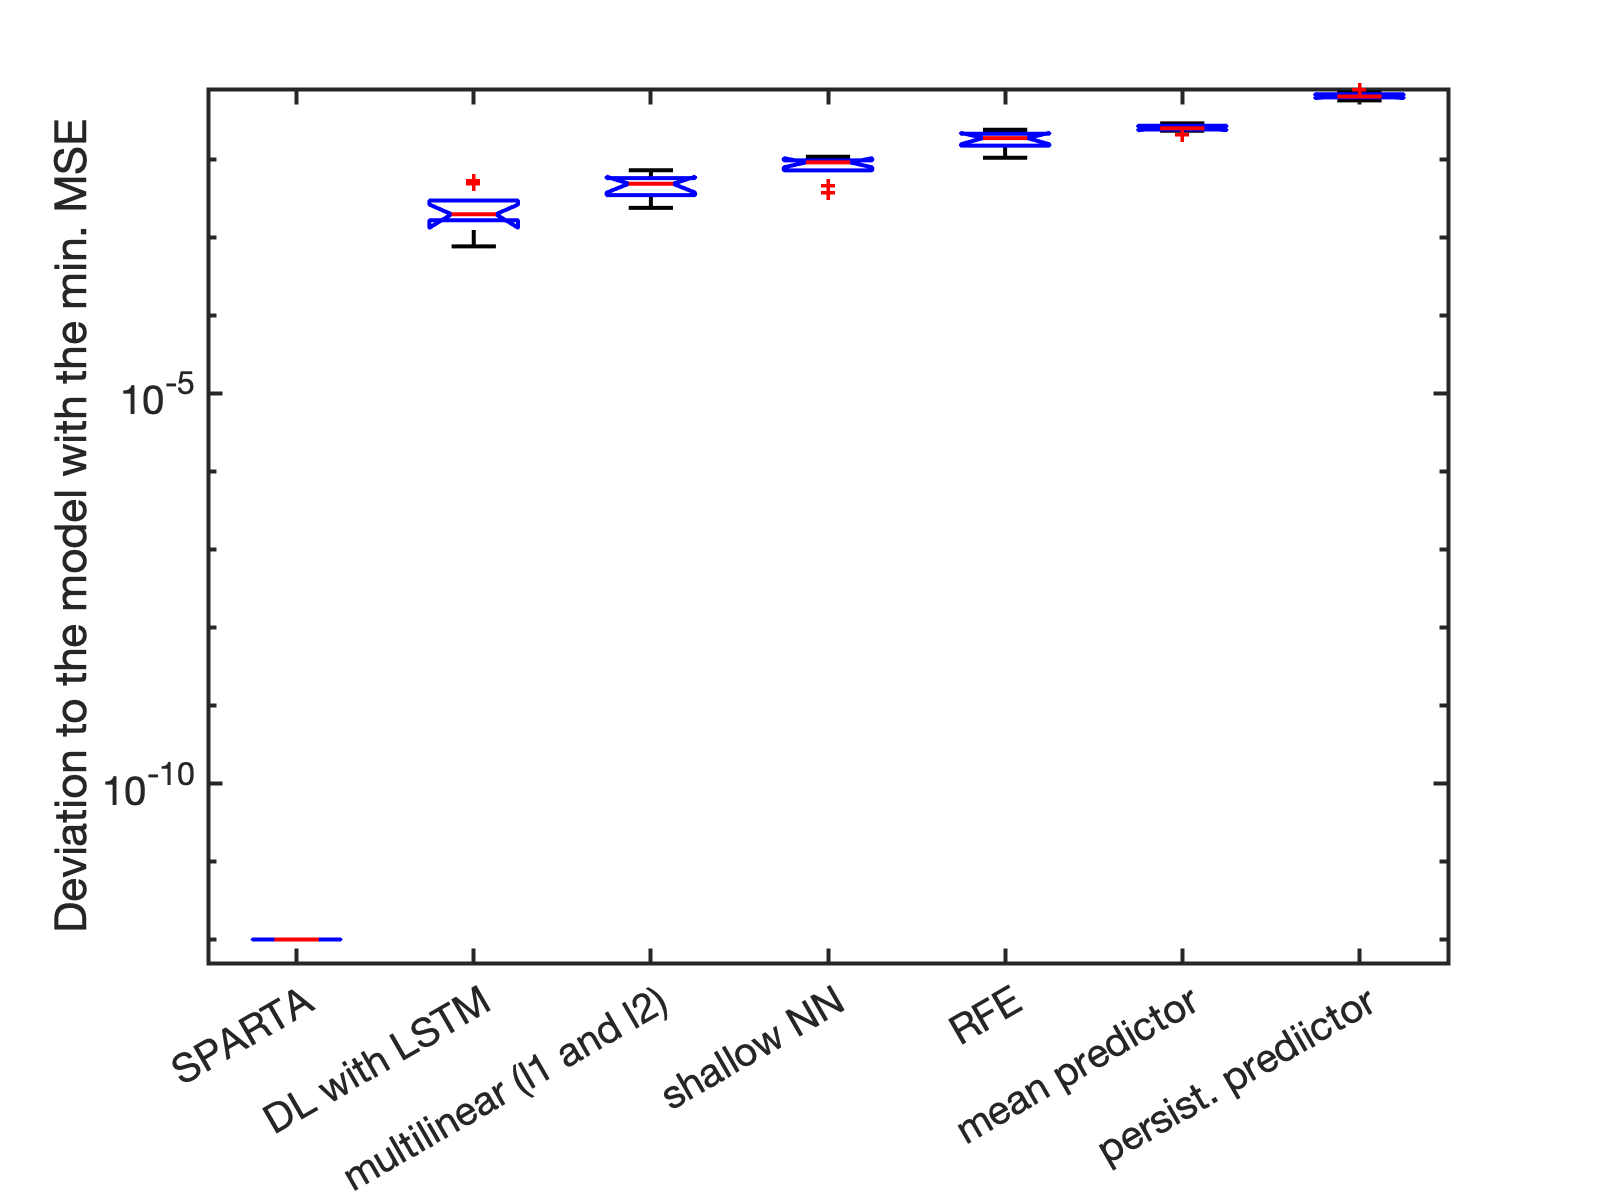 Deviation to the model with the min. MSE
10^-5
10^-10
SPARTA
DL with LSTM
multilinear (l1 and l2)
shallow NN
RFE
mean predictor
persist. prediictor